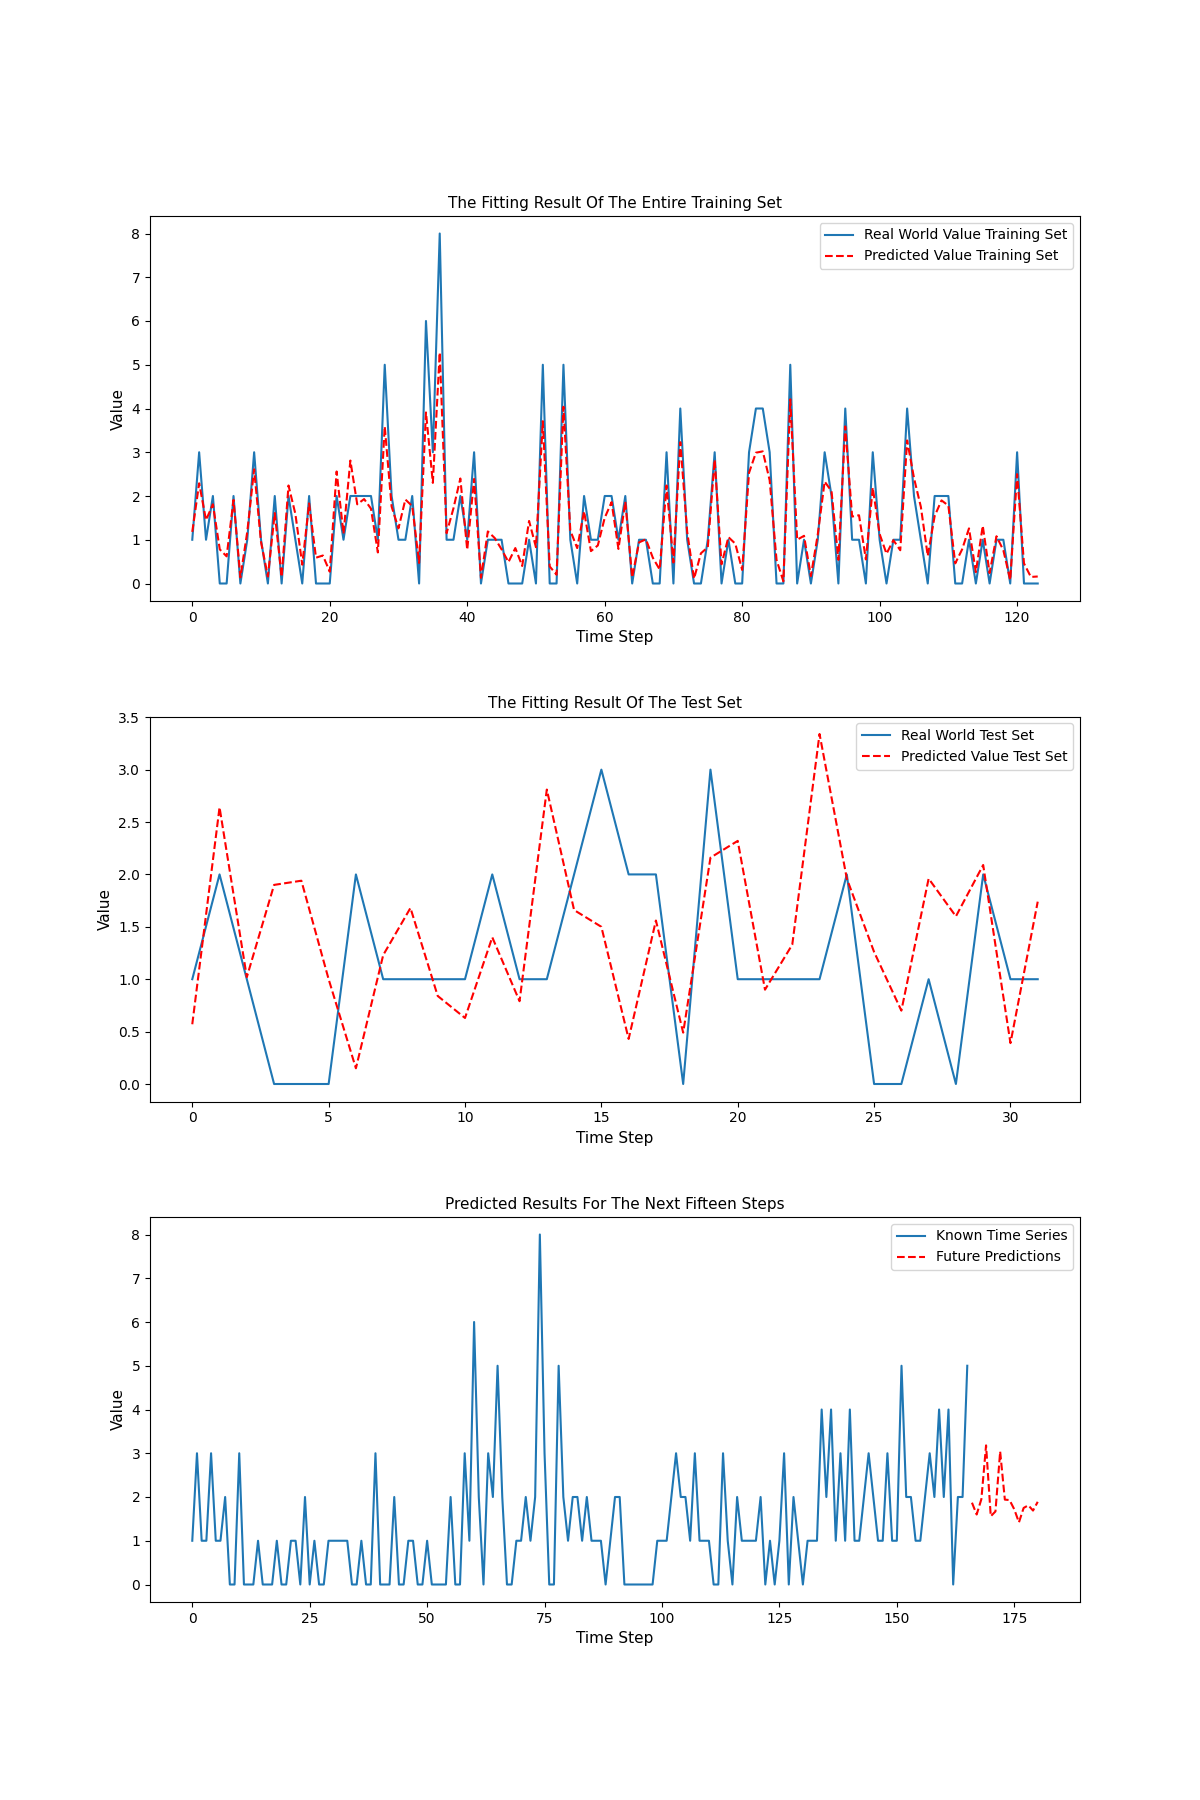 The Fitting Result Of The Entire Training Set
8
7
6
5
4
3
2
1
0
Value
Real World Value Training Set
Predicted Value Training Set
0 20 40 60 80 100 120
Time Step
The Fitting Result Of The Test Set
3.5
3.0
2.5
2.0
1.5
1.0
0.5
0.0
Value
Real World Test Set
Predicted Value Test Set
0 5 10 15 20 25 30
Time Step
Predicted Results For The Next Fifteen Steps
8
7
6
5
4
3
2
1
0
Value
Known Time Series
Future Predictions
0 25 50 75 100 125 150 175
Time Step